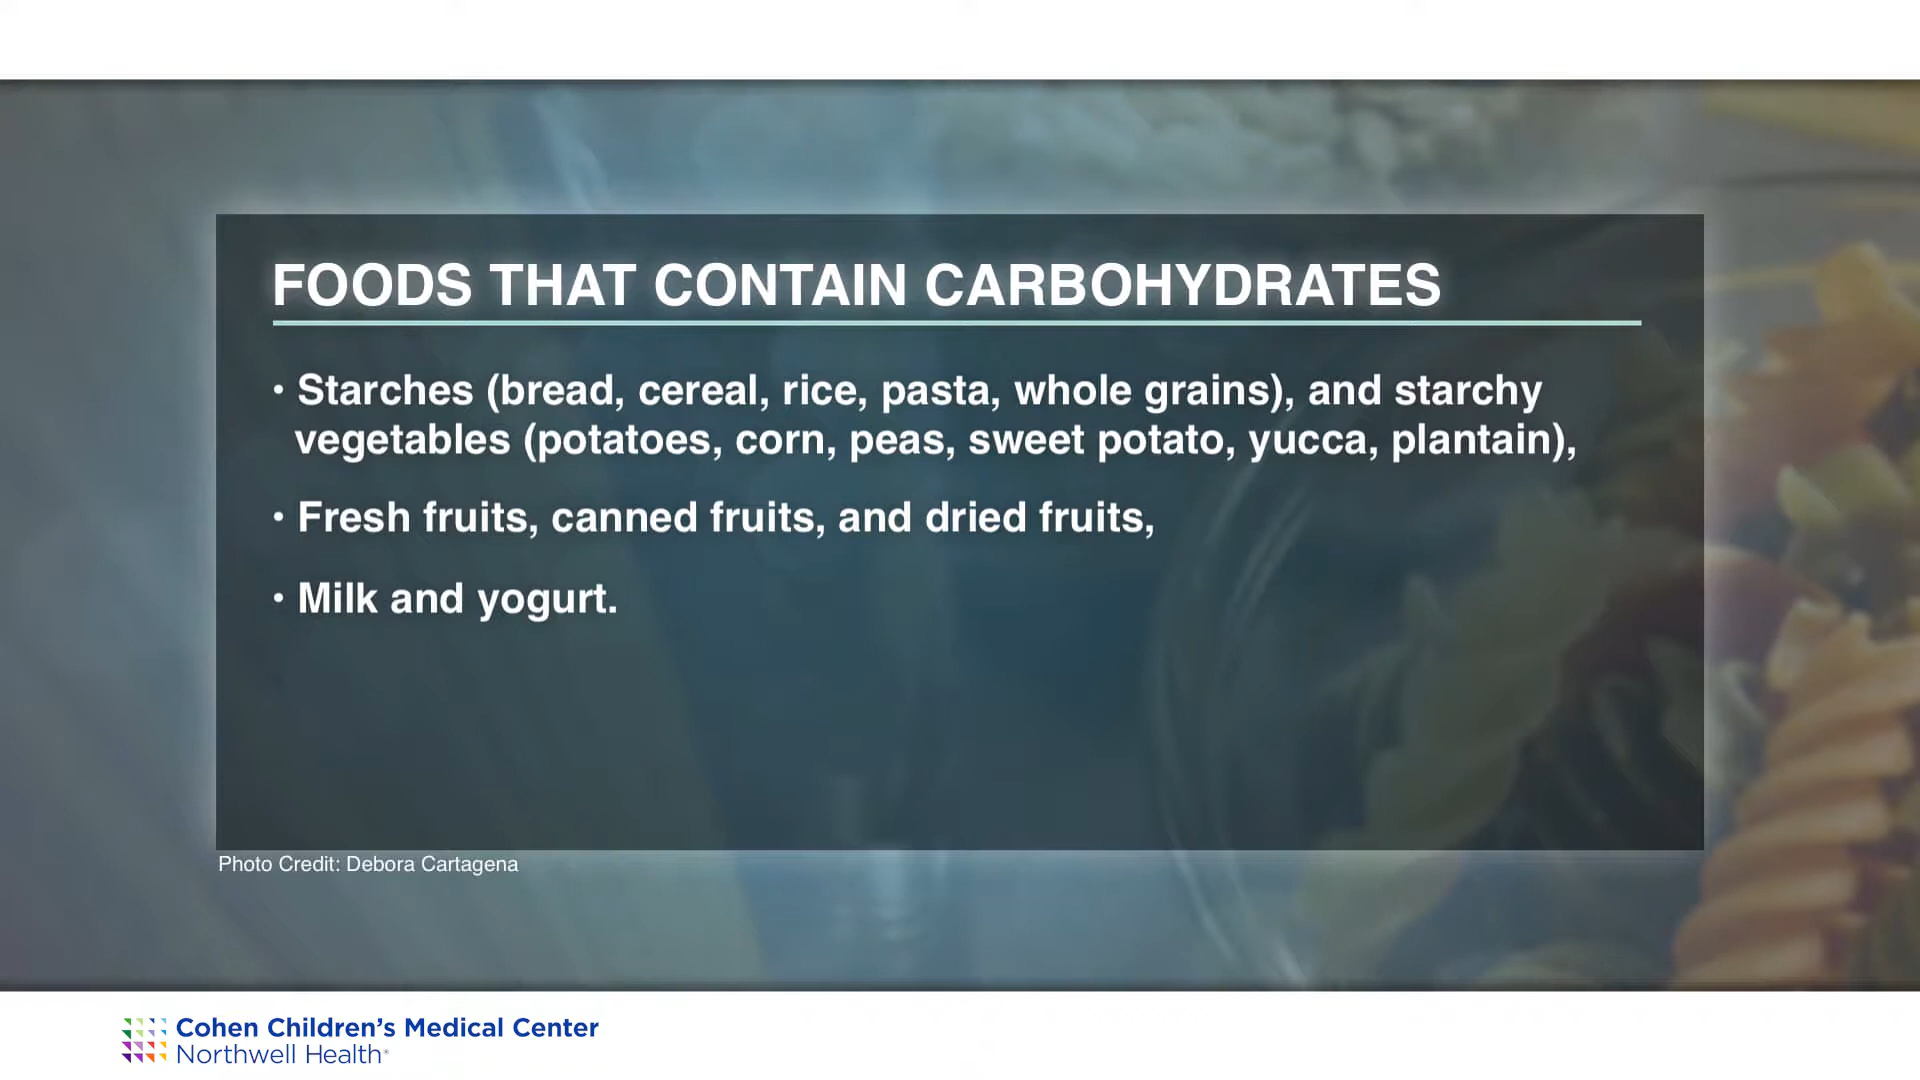 FOODS THAT CONTAIN CARBOHYDRATES
• Starches (bread, cereal, rice, pasta, whole grains), and starchy
vegetables (potatoes, corn, peas, sweet potato, yucca, plantain),
• Fresh fruits, canned fruits, and dried fruits,
• Milk and yogurt.
Photo Credit: Debora Cartagena
Cohen Children’s Medical Center
Northwell Health®